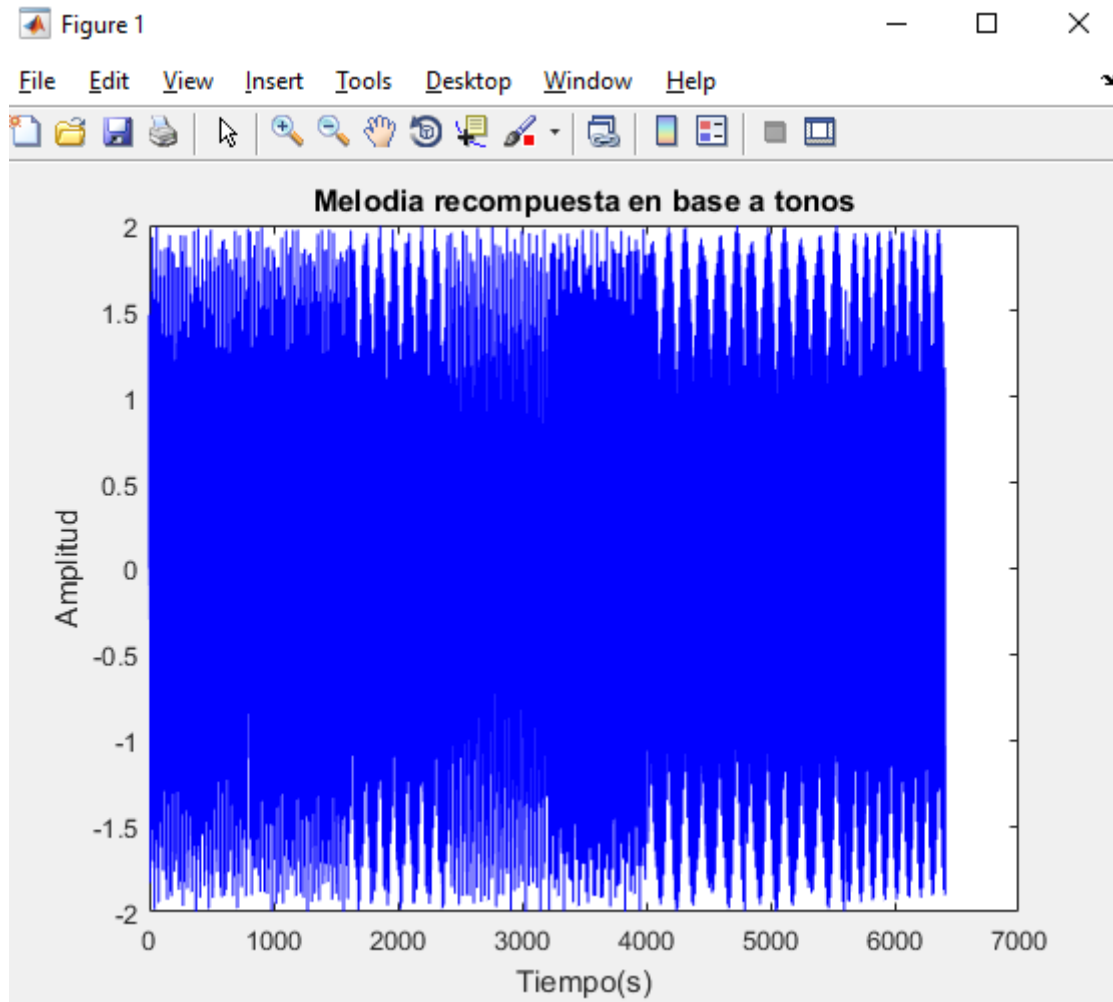 Figure 1
File Edit View Insert Tools Desktop Window Help
Melodia recompuesta en base a tonos
2
1.5
1
0.5
0
-0.5
-1
-1.5
-2
Amplitud
0 1000 2000 3000 4000 5000 6000 7000
Tiempo(s)